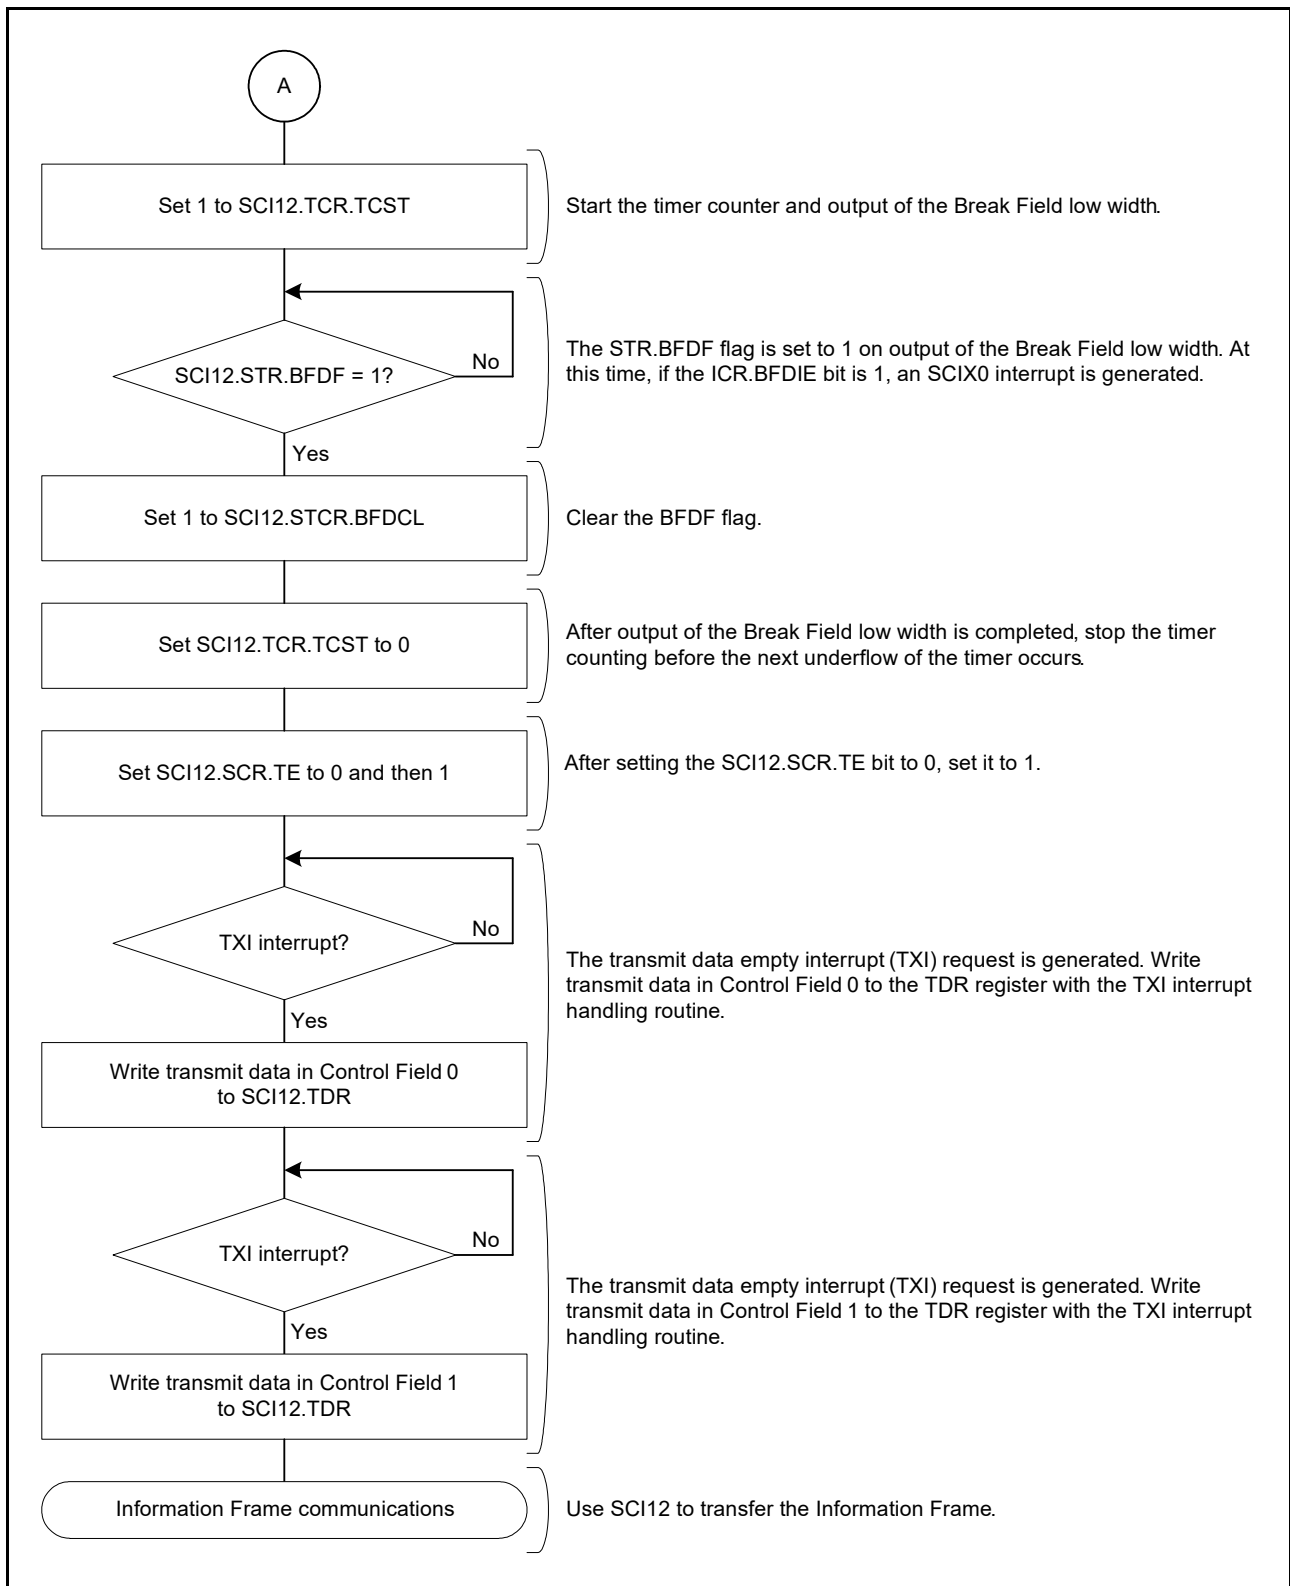 A
Set 1 to SCI12.TCR.TCST
Start the timer counter and output of the Break Field low width.
SCI12.STR.BFDF = 1?
No
The STR.BFDF flag is set to 1 on output of the Break Field low width. At
this time, if the ICR.BFDIE bit is 1, an SCIX0 interrupt is generated.
Yes
Set 1 to SCI12.STCR.BFDCL
Clear the BFDF flag.
Set SCI12.TCR.TCST to 0
After output of the Break Field low width is completed, stop the timer
counting before the next underflow of the timer occurs.
Set SCI12.SCR.TE to 0 and then 1
After setting the SCI12.SCR.TE bit to 0, set it to 1.
TXI interrupt?
No
Yes
The transmit data empty interrupt (TXI) request is generated. Write
transmit data in Control Field 0 to the TDR register with the TXI interrupt
handling routine.
Write transmit data in Control Field 0
to SCI12.TDR
TXI interrupt?
No
Yes
The transmit data empty interrupt (TXI) request is generated. Write
transmit data in Control Field 1 to the TDR register with the TXI interrupt
handling routine.
Write transmit data in Control Field 1
to SCI12.TDR
Information Frame communications
Use SCI12 to transfer the Information Frame.